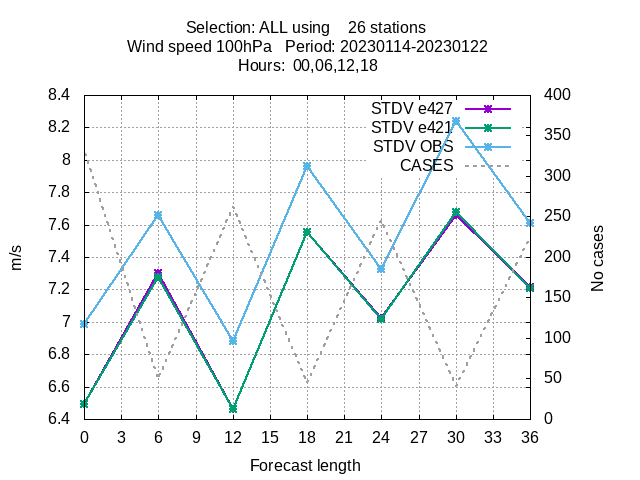 Selection: ALL using    26 stations
Wind speed 100hPa   Period: 20230114-20230122
Hours:  00,06,12,18
STDV e427
STDV e421
STDV OBS
CASES
8.4
8.2
8
7.8
7.6
7.4
7.2
7
6.8
6.6
6.4
m/s
400
350
300
250
200
150
100
50
0
No cases
0 3 6 9 12 15 18 21 24 27 30 33 36
Forecast length